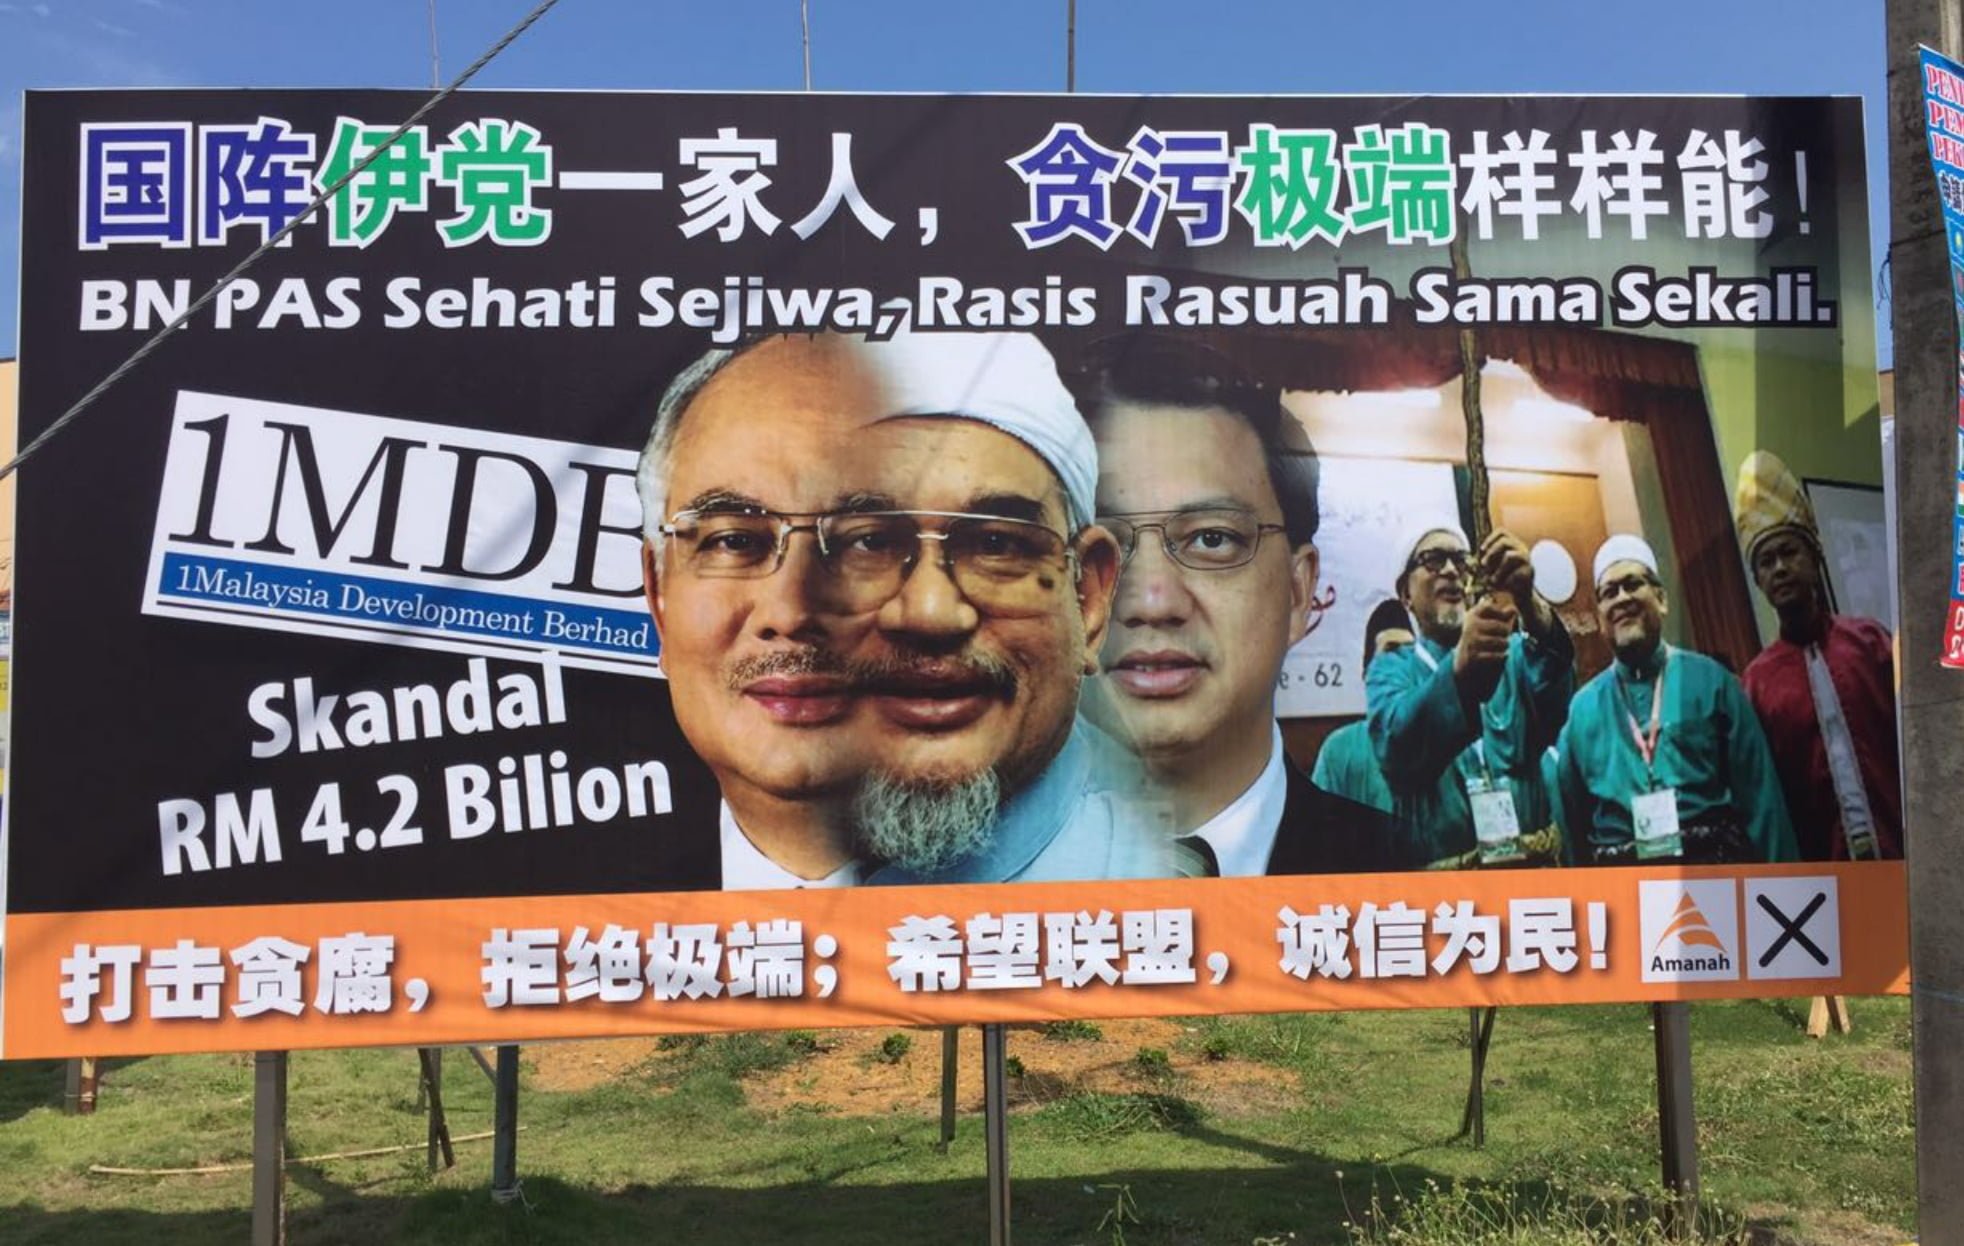 国阵伊党一家人，贪污极端样样能！
BN PAS Sehati Sejiwa, Rasis Rasuah Sama Sekali.
1MDB
1Malaysia Development Berhad
Skandal
RM 4.2 Bilion
e - 62
打击贪腐，拒绝极端；希望联盟，诚信为民！
Amanah